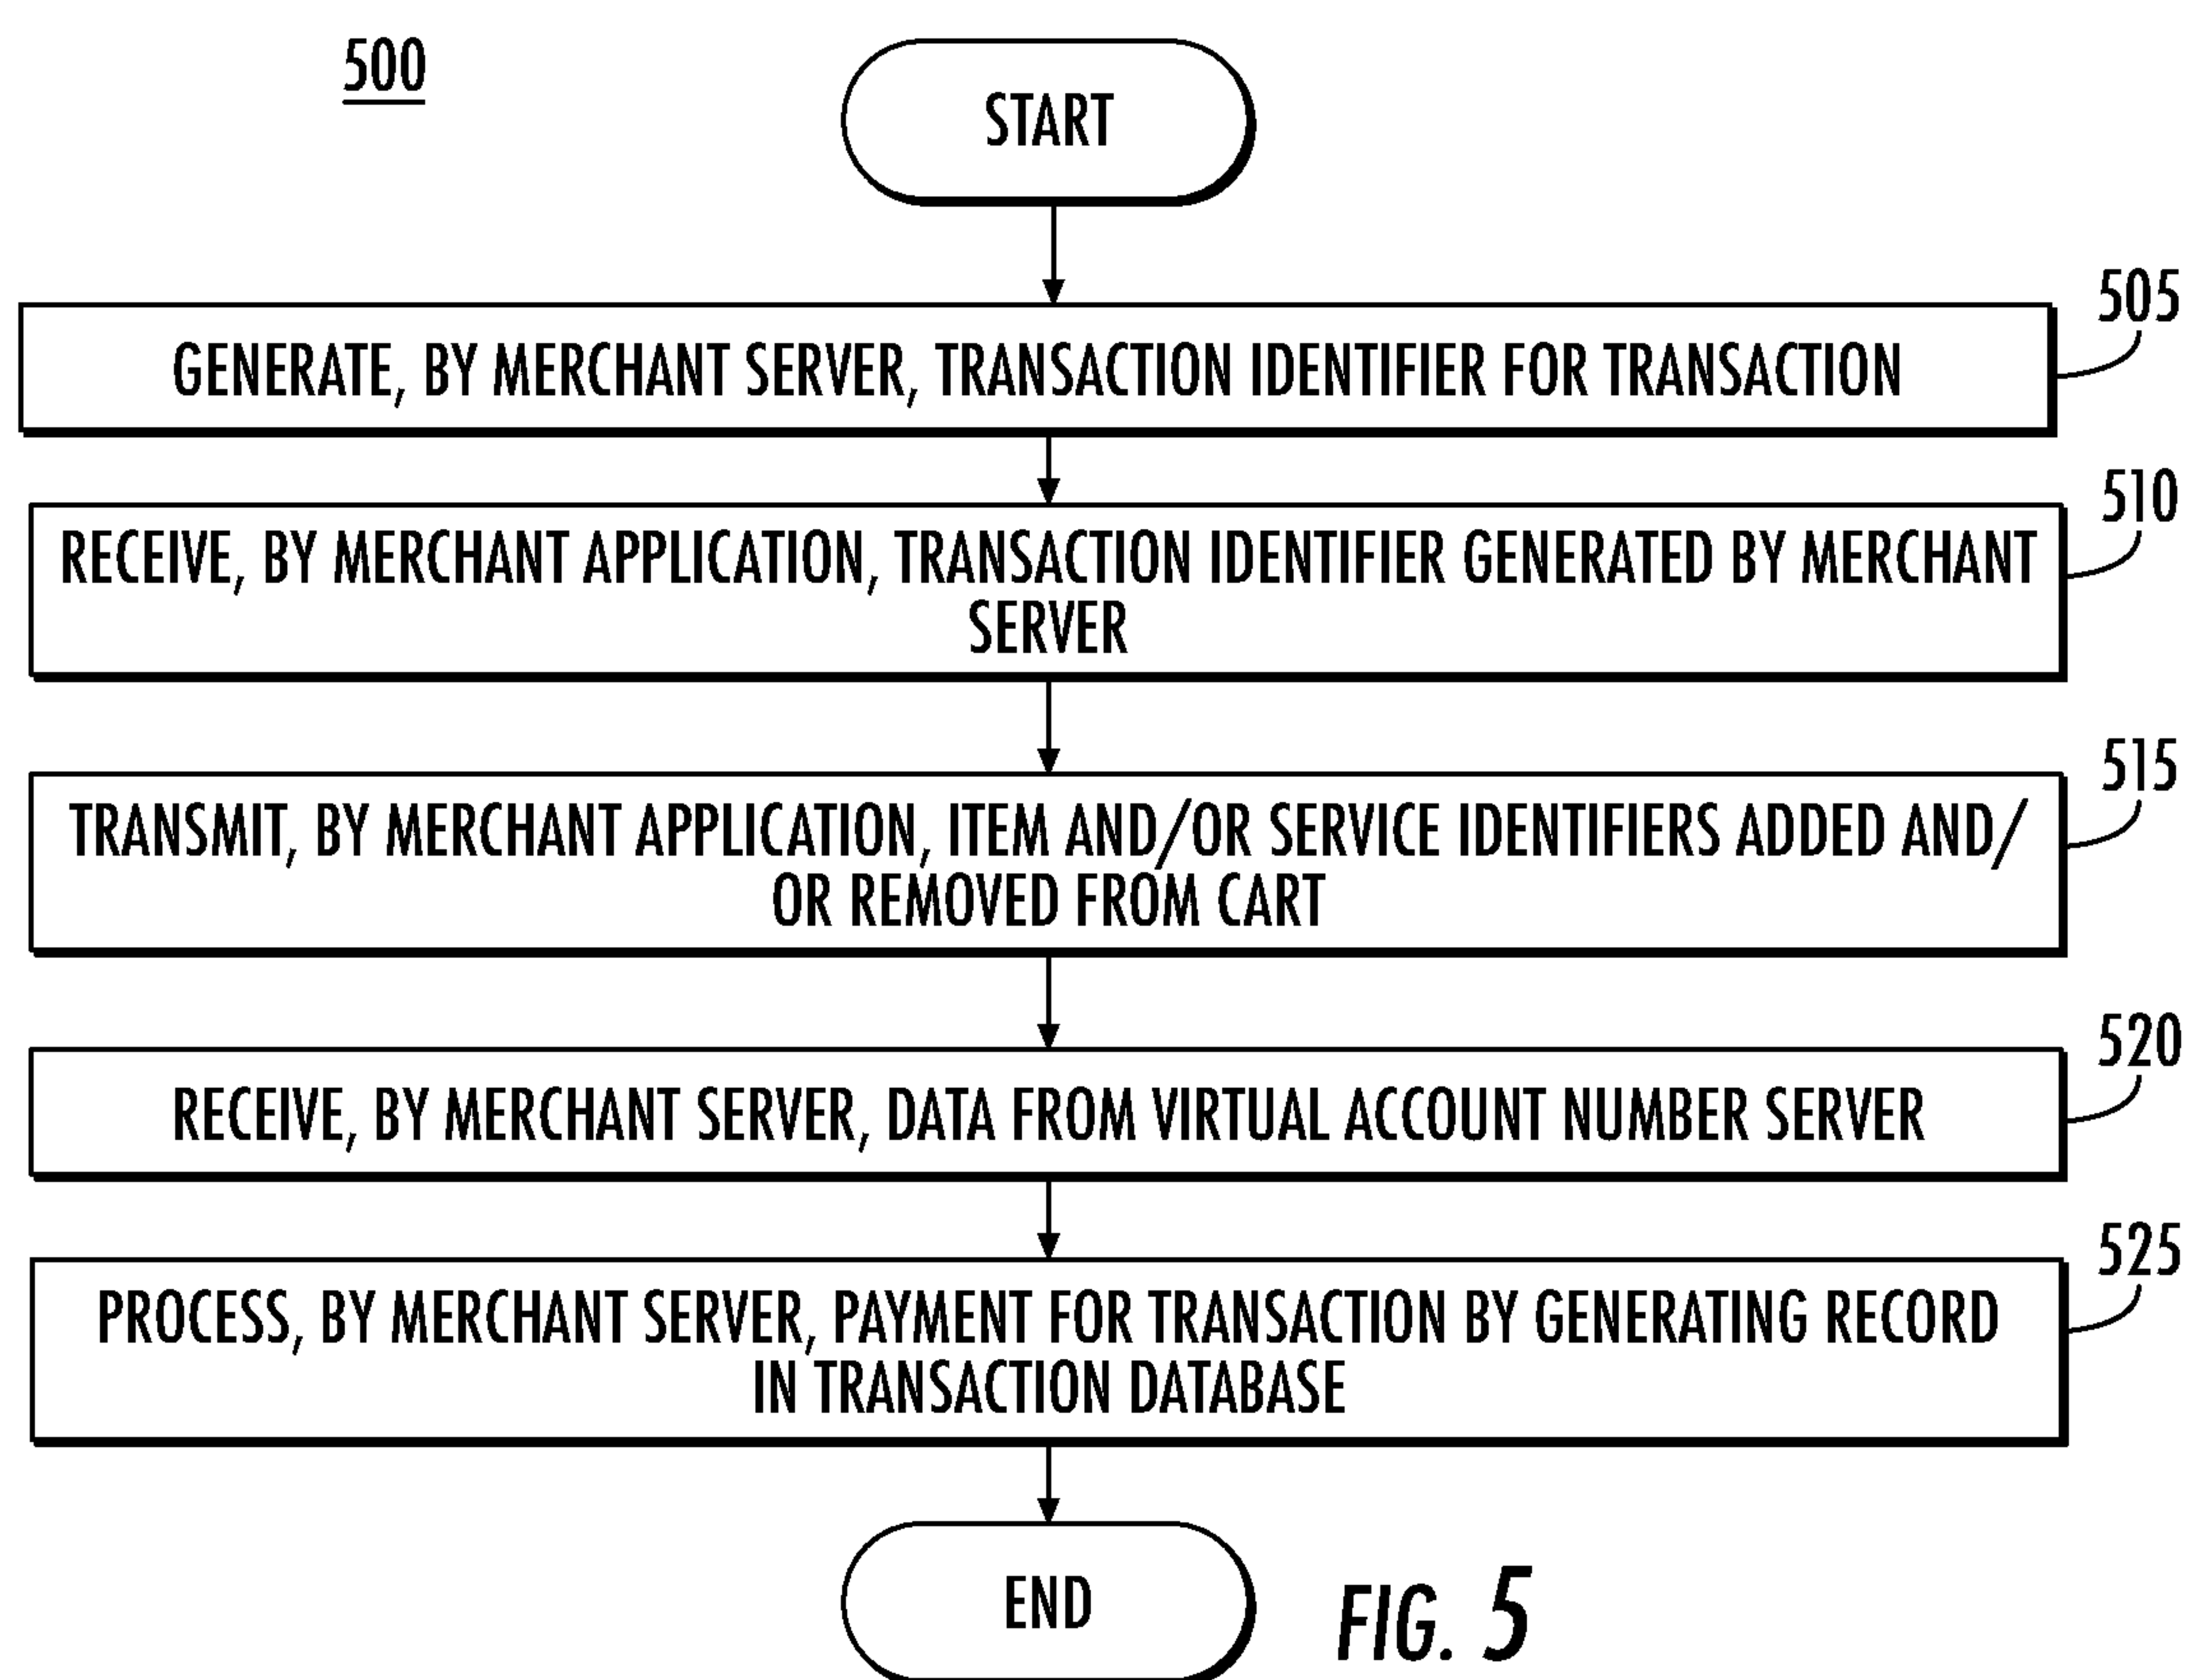 500
START
505
GENERATE, BY MERCHANT SERVER, TRANSACTION IDENTIFIER FOR TRANSACTION
510
RECEIVE, BY MERCHANT APPLICATION, TRANSACTION IDENTIFIER GENERATED BY MERCHANT
SERVER
515
TRANSMIT, BY MERCHANT APPLICATION, ITEM AND/OR SERVICE IDENTIFIERS ADDED AND/
OR REMOVED FROM CART
520
RECEIVE, BY MERCHANT SERVER, DATA FROM VIRTUAL ACCOUNT NUMBER SERVER
525
PROCESS, BY MERCHANT SERVER, PAYMENT FOR TRANSACTION BY GENERATING RECORD
IN TRANSACTION DATABASE
END
FIG. 5